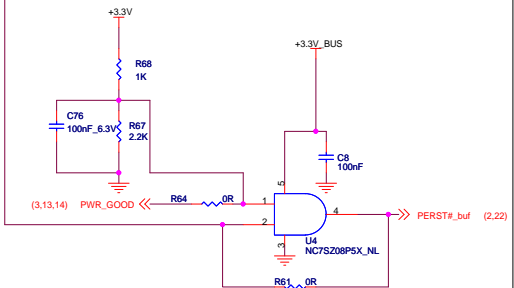 +3.3V
+3.3V_BUS
R68
1K
C76
100nF_6.3V
R67
2.2K
C8
100nF
5
(3,13,14) PWR_GOOD
R64
0R
1
2
4
PERST#_buf (2,22)
3
U4
NC7SZ08P5X_NL
R61
0R